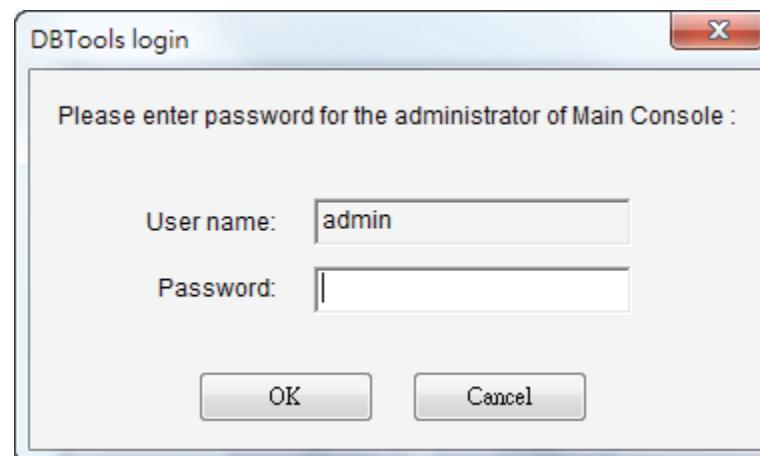 DBTools login
Please enter password for the administrator of Main Console :
User name: admin
Password:
OK Cancel